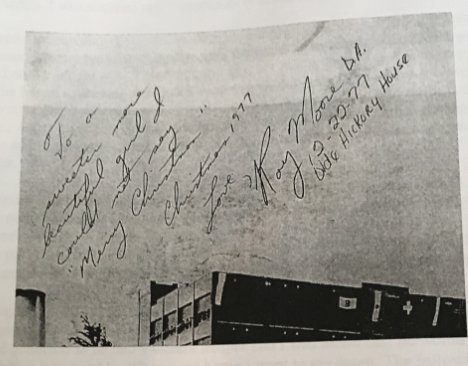 To a
sweeter more
beautiful girl I
could not say
"Merry Christmas"
Christmas 1977
Love,
Roy Moore D.A.
12-22-77
Olde Hickory House